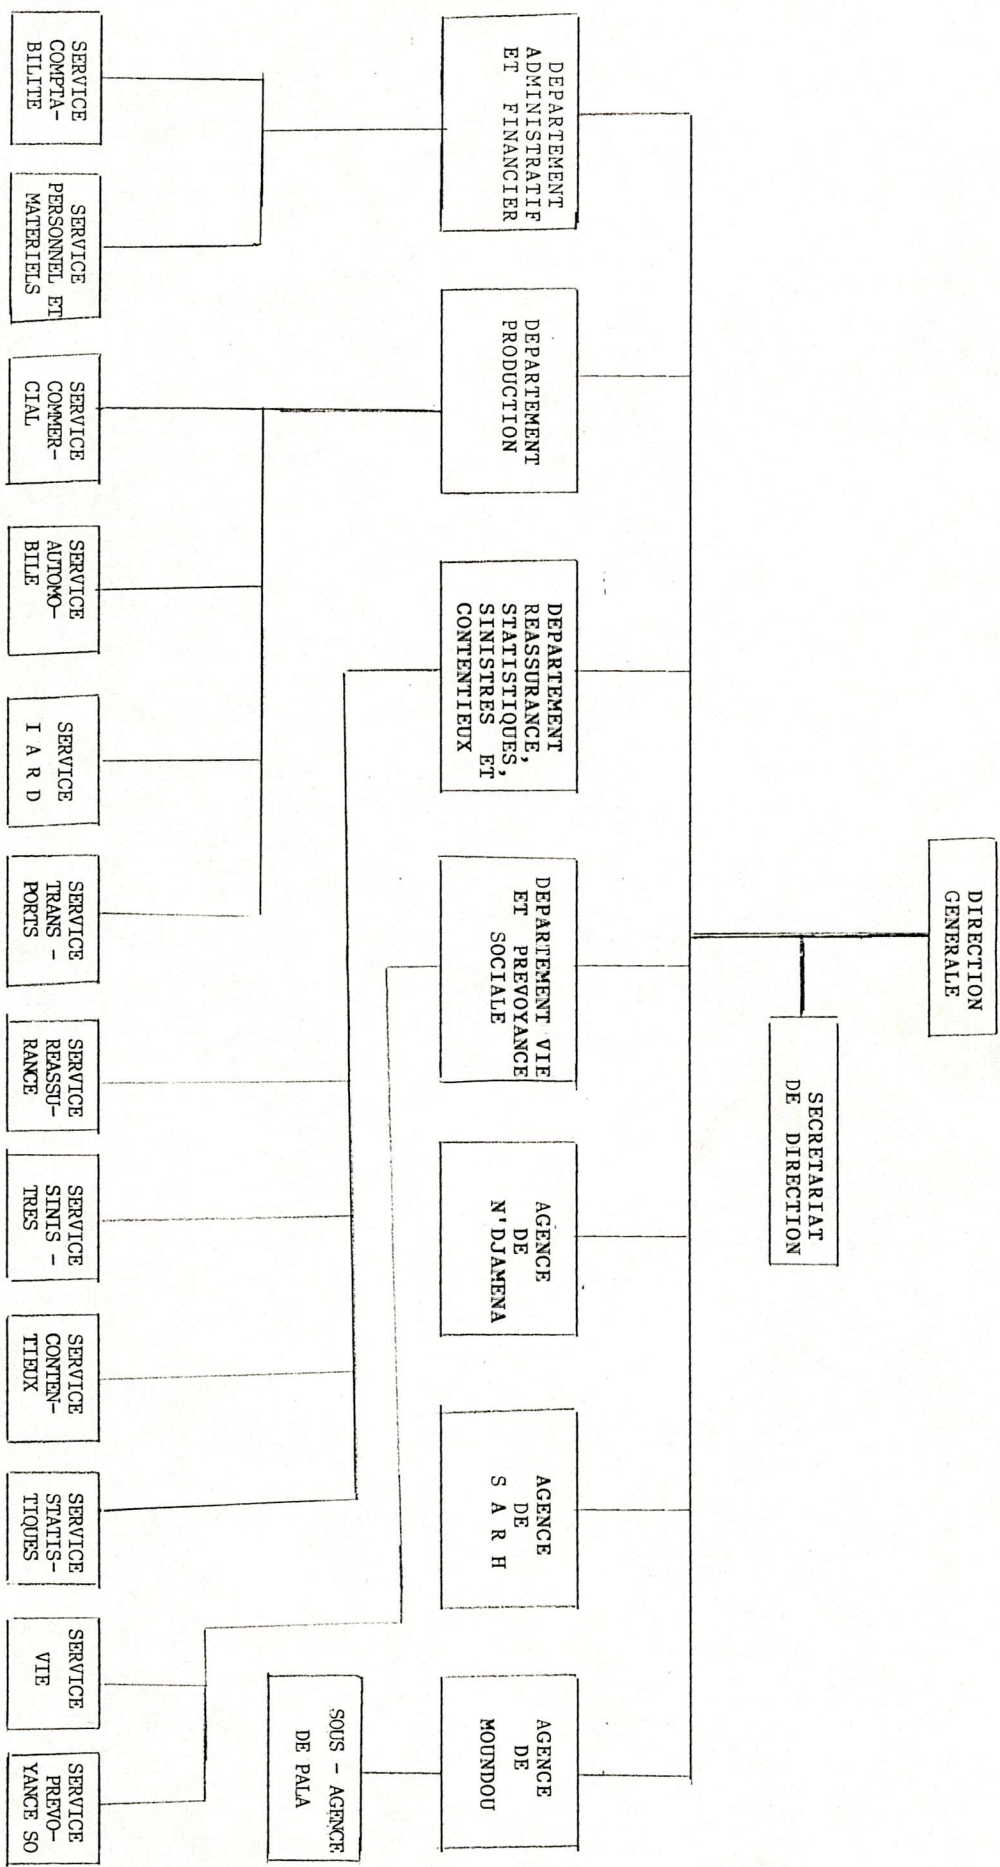 DIRECTION
GENERALE
SECRETARIAT
DE DIRECTION
DEPARTEMENT
ADMINISTRATIF
ET FINANCIER
DEPARTEMENT
PRODUCTION
DEPARTEMENT
REASSURANCE,
STATISTIQUES,
SINISTRES ET
CONTENTIEUX
DEPARTEMENT VIE
ET PREVOYANCE
SOCIALE
AGENCE
DE
N'DJAMENA
AGENCE
DE
S A R H
AGENCE
DE
MOUNDOU
SOUS - AGENCE
DE PALA
SERVICE
COMPTA-
BILITE
SERVICE
PERSONNEL ET
MATERIELS
SERVICE
COMMER-
CIAL
SERVICE
AUTOMO-
BILE
SERVICE
I A R D
SERVICE
TRANS -
PORTS
SERVICE
REASSU-
RANCE
SERVICE
SINIS -
TRES
SERVICE
CONTEN-
TIEUX
SERVICE
STATIS-
TIQUES
SERVICE
VIE
SERVICE
PREVO-
YANCE SO